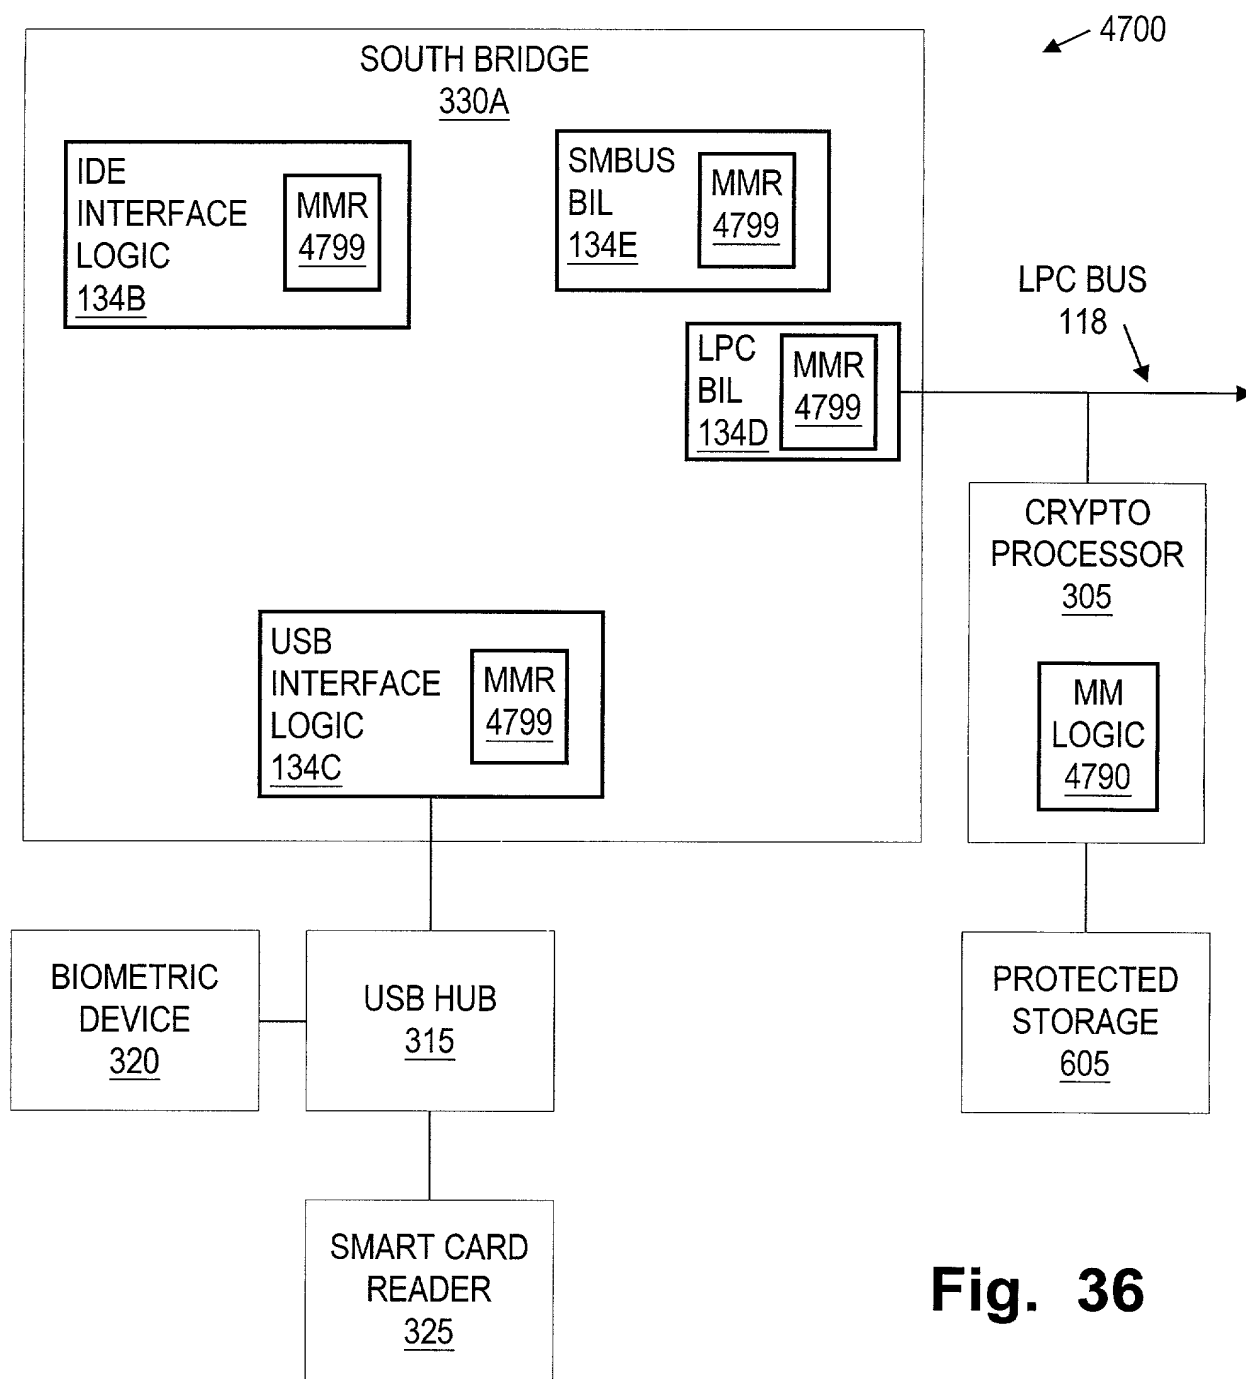 4700
SOUTH BRIDGE
330A
IDE
INTERFACE
LOGIC
134B
MMR
4799
SMBUS
BIL
134E
MMR
4799
LPC BUS
118
LPC
BIL
134D
MMR
4799
CRYPTO
PROCESSOR
305
MM
LOGIC
4790
USB
INTERFACE
LOGIC
134C
MMR
4799
BIOMETRIC
DEVICE
320
USB HUB
315
PROTECTED
STORAGE
605
SMART CARD
READER
325
Fig. 36